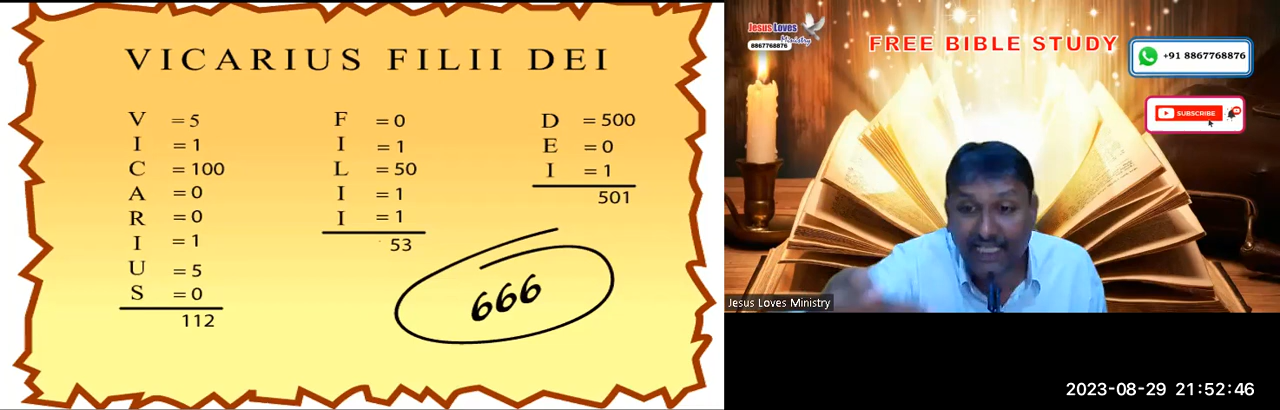 VICARIUS FILII DEI
V = 5
I = 1
C = 100
A = 0
R = 0
I = 1
U = 5
S = 0
112
F = 0
I = 1
L = 50
I = 1
I = 1
53
D = 500
E = 0
I = 1
501
666
Jesus Loves
Ministry
8867768876
FREE BIBLE STUDY
+91 8867768876
SUBSCRIBE
Jesus Loves Ministry
2023-08-29 21:52:46